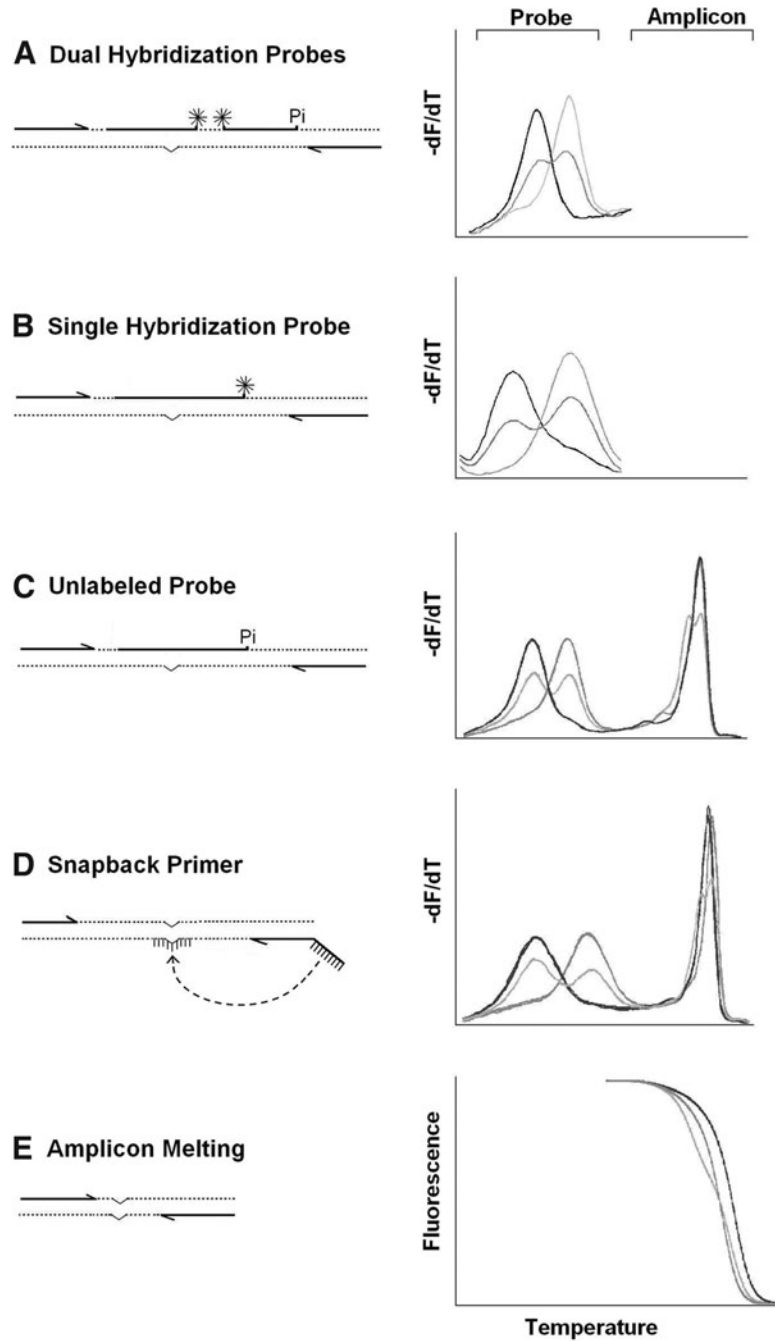 Probe Amplicon
A Dual Hybridization Probes
Pi
-dF/dT
B Single Hybridization Probe
-dF/dT
C Unlabeled Probe
Pi
-dF/dT
D Snapback Primer
-dF/dT
E Amplicon Melting
Fluorescence
Temperature